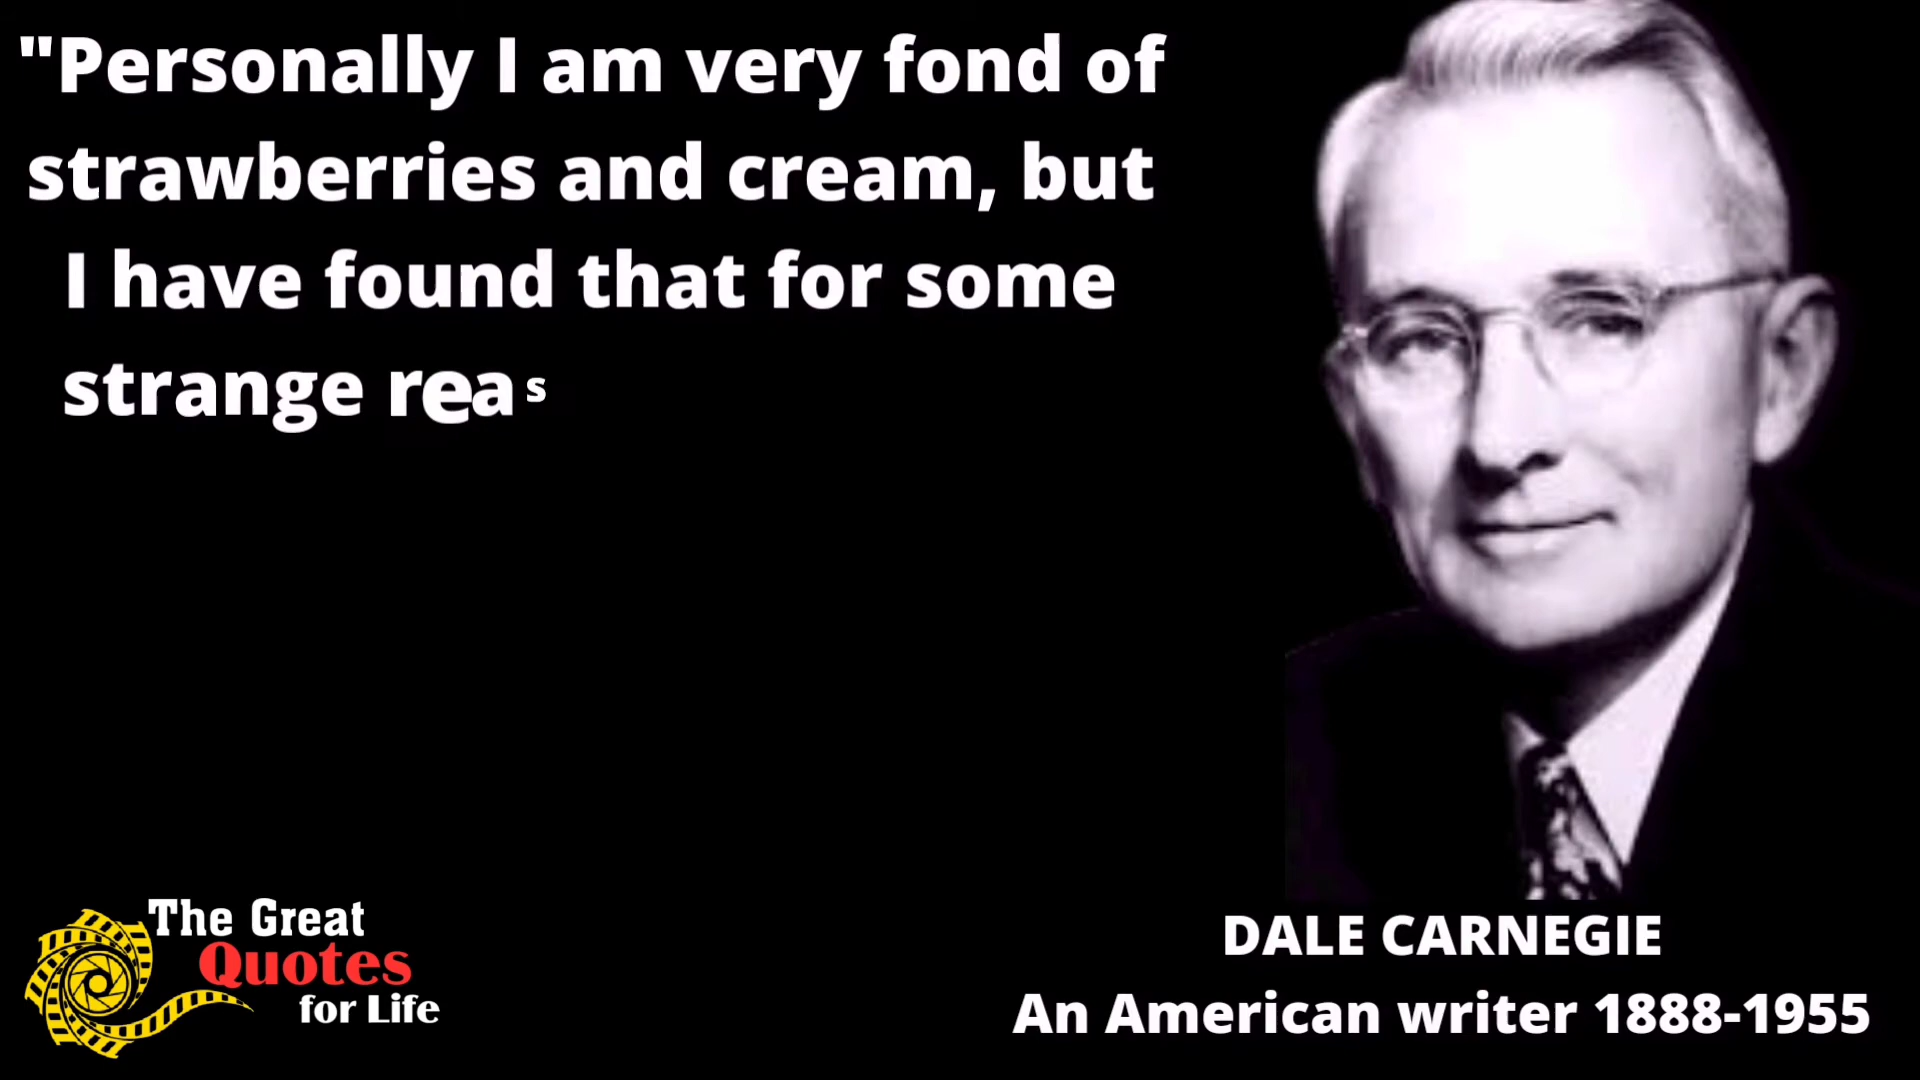 "Personally I am very fond of
strawberries and cream, but
I have found that for some
strange reas
The Great
Quotes
for Life
DALE CARNEGIE
An American writer 1888-1955